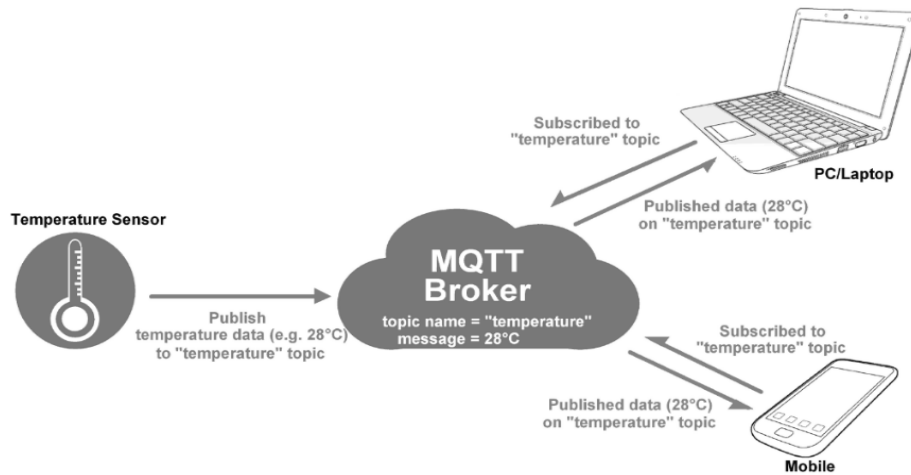 Temperature Sensor
Publish
temperature data (e.g. 28°C)
to "temperature" topic
MQTT
Broker
topic name = "temperature"
message = 28°C
Subscribed to
"temperature" topic
PC/Laptop
Published data (28°C)
on "temperature" topic
Subscribed to
"temperature" topic
Published data (28°C)
on "temperature" topic
Mobile